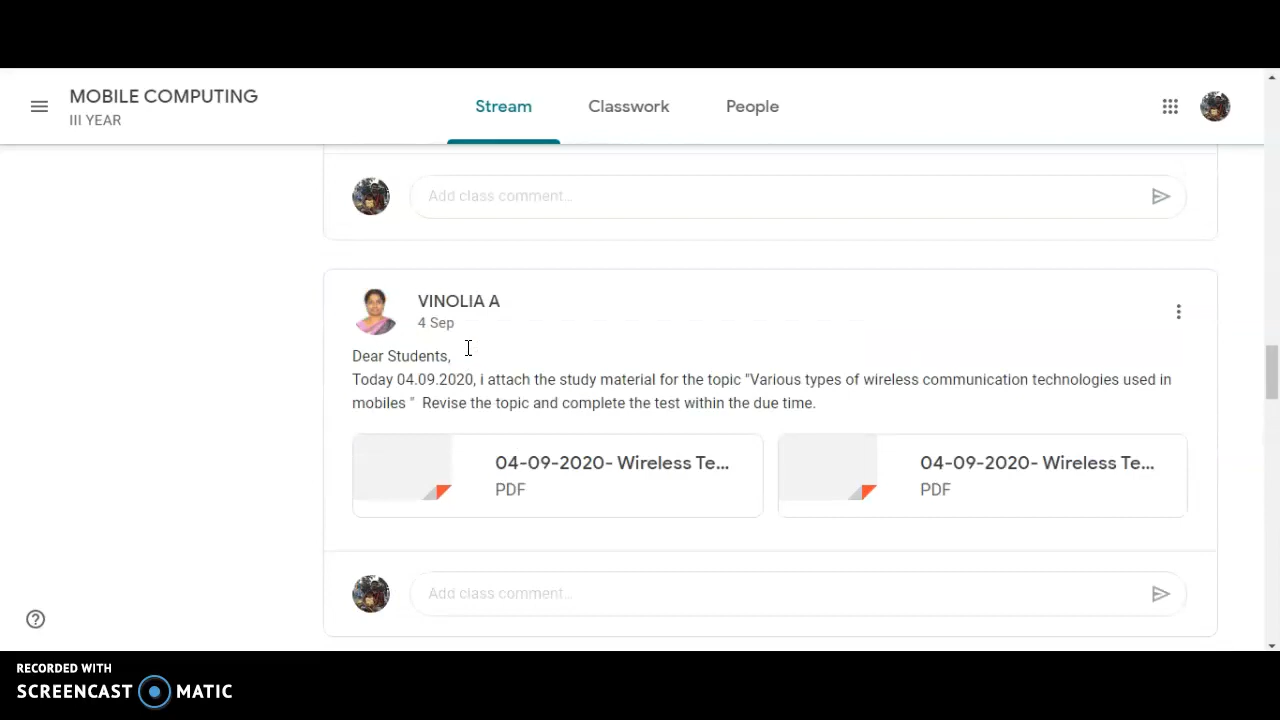 MOBILE COMPUTING
III YEAR
Stream
Classwork
People
Add class comment...
VINOLIA A
4 Sep
Dear Students,
Today 04.09.2020, i attach the study material for the topic "Various types of wireless communication technologies used in
mobiles "  Revise the topic and complete the test within the due time.
04-09-2020- Wireless Te...
PDF
04-09-2020- Wireless Te...
PDF
Add class comment...
RECORDED WITH
SCREENCAST MATIC